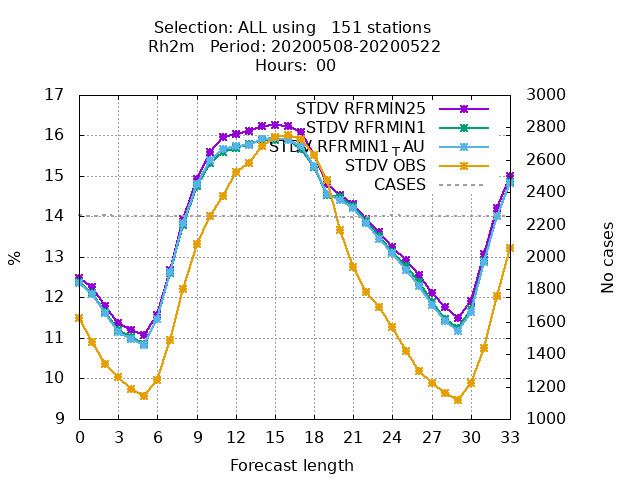 Selection: ALL using   151 stations
Rh2m   Period: 20200508-20200522
Hours:  00
17
16
15
14
13
12
11
10
9
3000
2800
2600
2400
2200
2000
1800
1600
1400
1200
1000
STDV RFRMIN25
STDV RFRMIN1
STDV RFRMIN1┬AU
STDV OBS
CASES
%
No cases
0 3 6 9 12 15 18 21 24 27 30 33
Forecast length